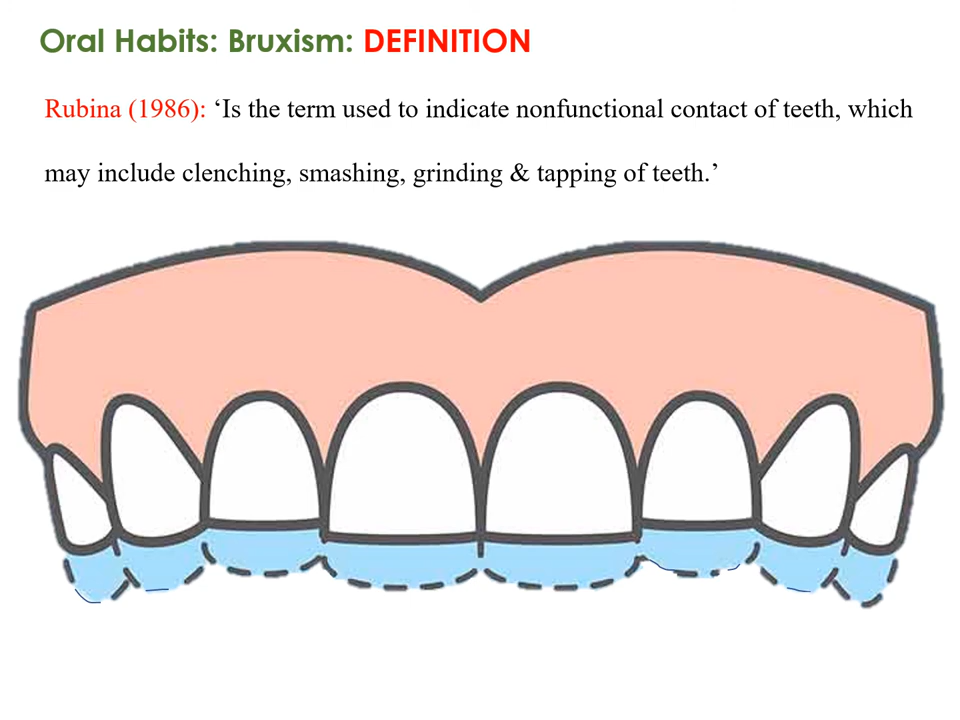 Oral Habits: Bruxism: DEFINITION
Rubina (1986): ‘Is the term used to indicate nonfunctional contact of teeth, which
may include clenching, smashing, grinding & tapping of teeth.’